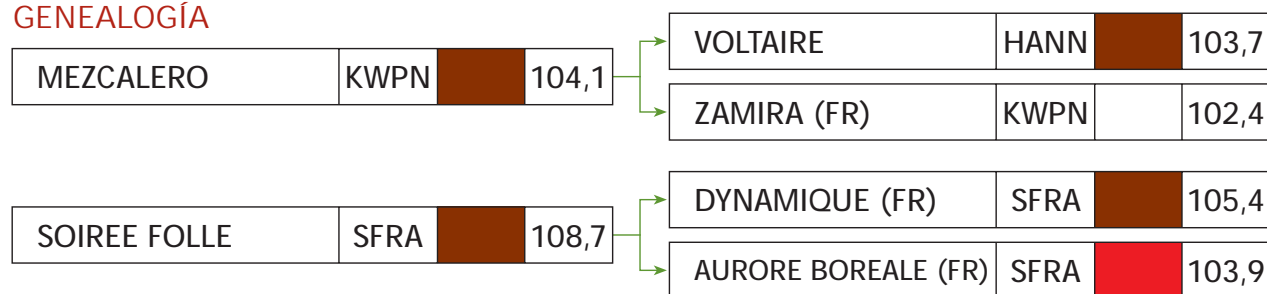 GENEALOGÍA
MEZCALERO KWPN 104,1
VOLTAIRE HANN 103,7
ZAMIRA (FR) KWPN 102,4
SOIREE FOLLE SFRA 108,7
DYNAMIQUE (FR) SFRA 105,4
AURORE BOREALE (FR) SFRA 103,9